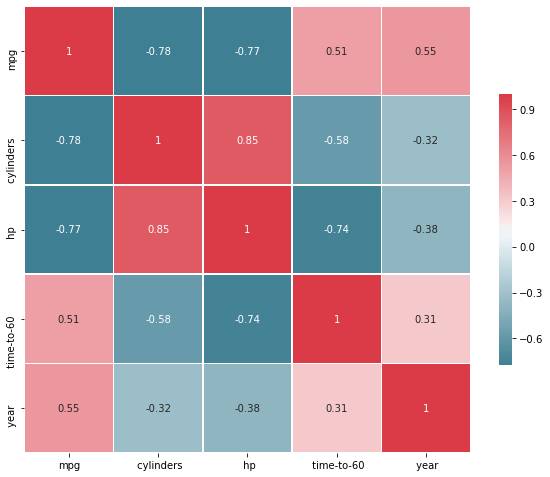 mpg 1 -0.78 -0.77 0.51 0.55
cylinders -0.78 1 0.85 -0.58 -0.32
hp -0.77 0.85 1 -0.74 -0.38
time-to-60 0.51 -0.58 -0.74 1 0.31
year 0.55 -0.32 -0.38 0.31 1
mpg cylinders hp time-to-60 year
0.9
0.6
0.3
0.0
−0.3
−0.6